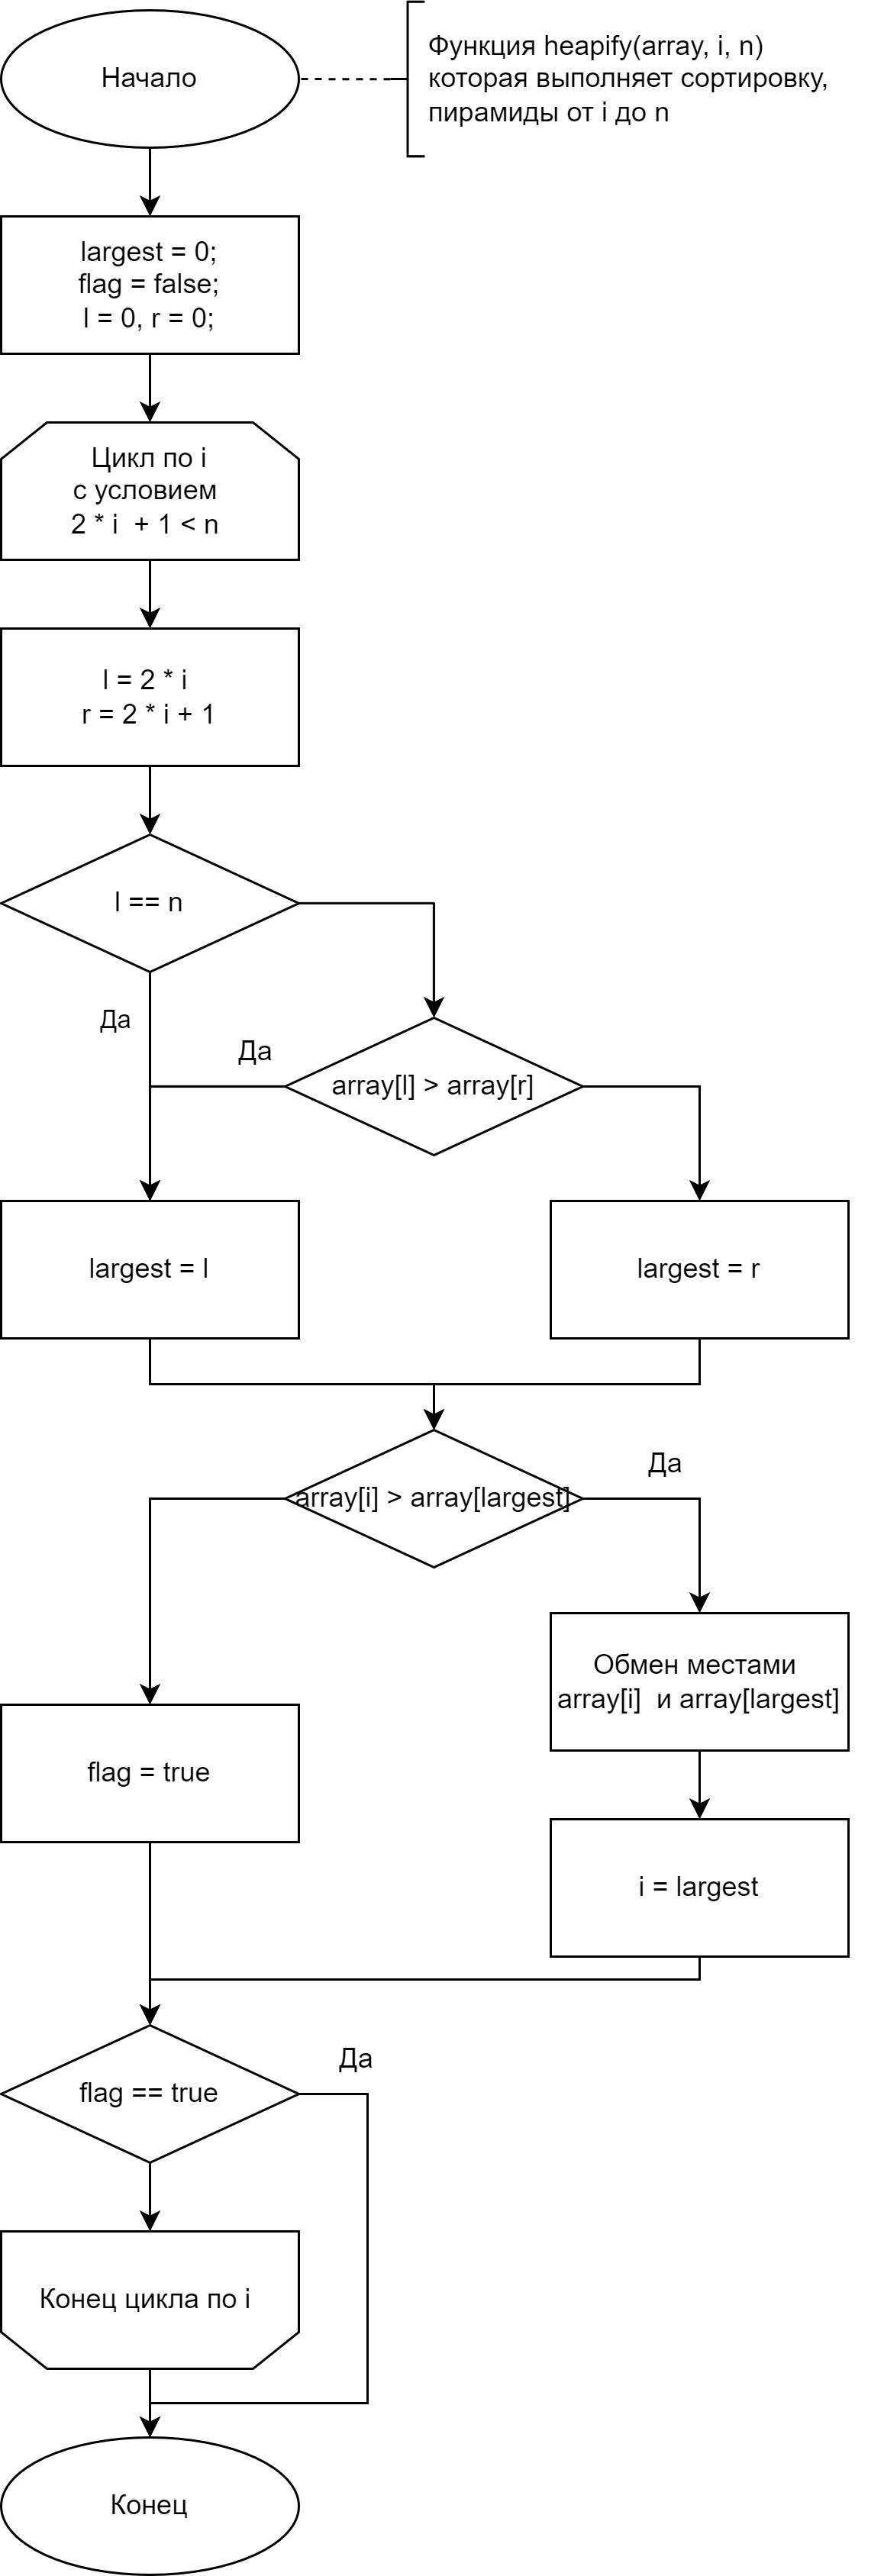 Начало
Функция heapify(array, i, n)
которая выполняет сортировку,
пирамиды от i до n
largest = 0;
flag = false;
l = 0, r = 0;
Цикл по i
с условием
2 * i  + 1 < n
l = 2 * i
r = 2 * i + 1
l == n
Да
Да
array[l] > array[r]
largest = l
largest = r
array[i] > array[largest]
Да
Обмен местами
array[i]  и array[largest]
flag = true
i = largest
Да
flag == true
Конец цикла по i
Конец